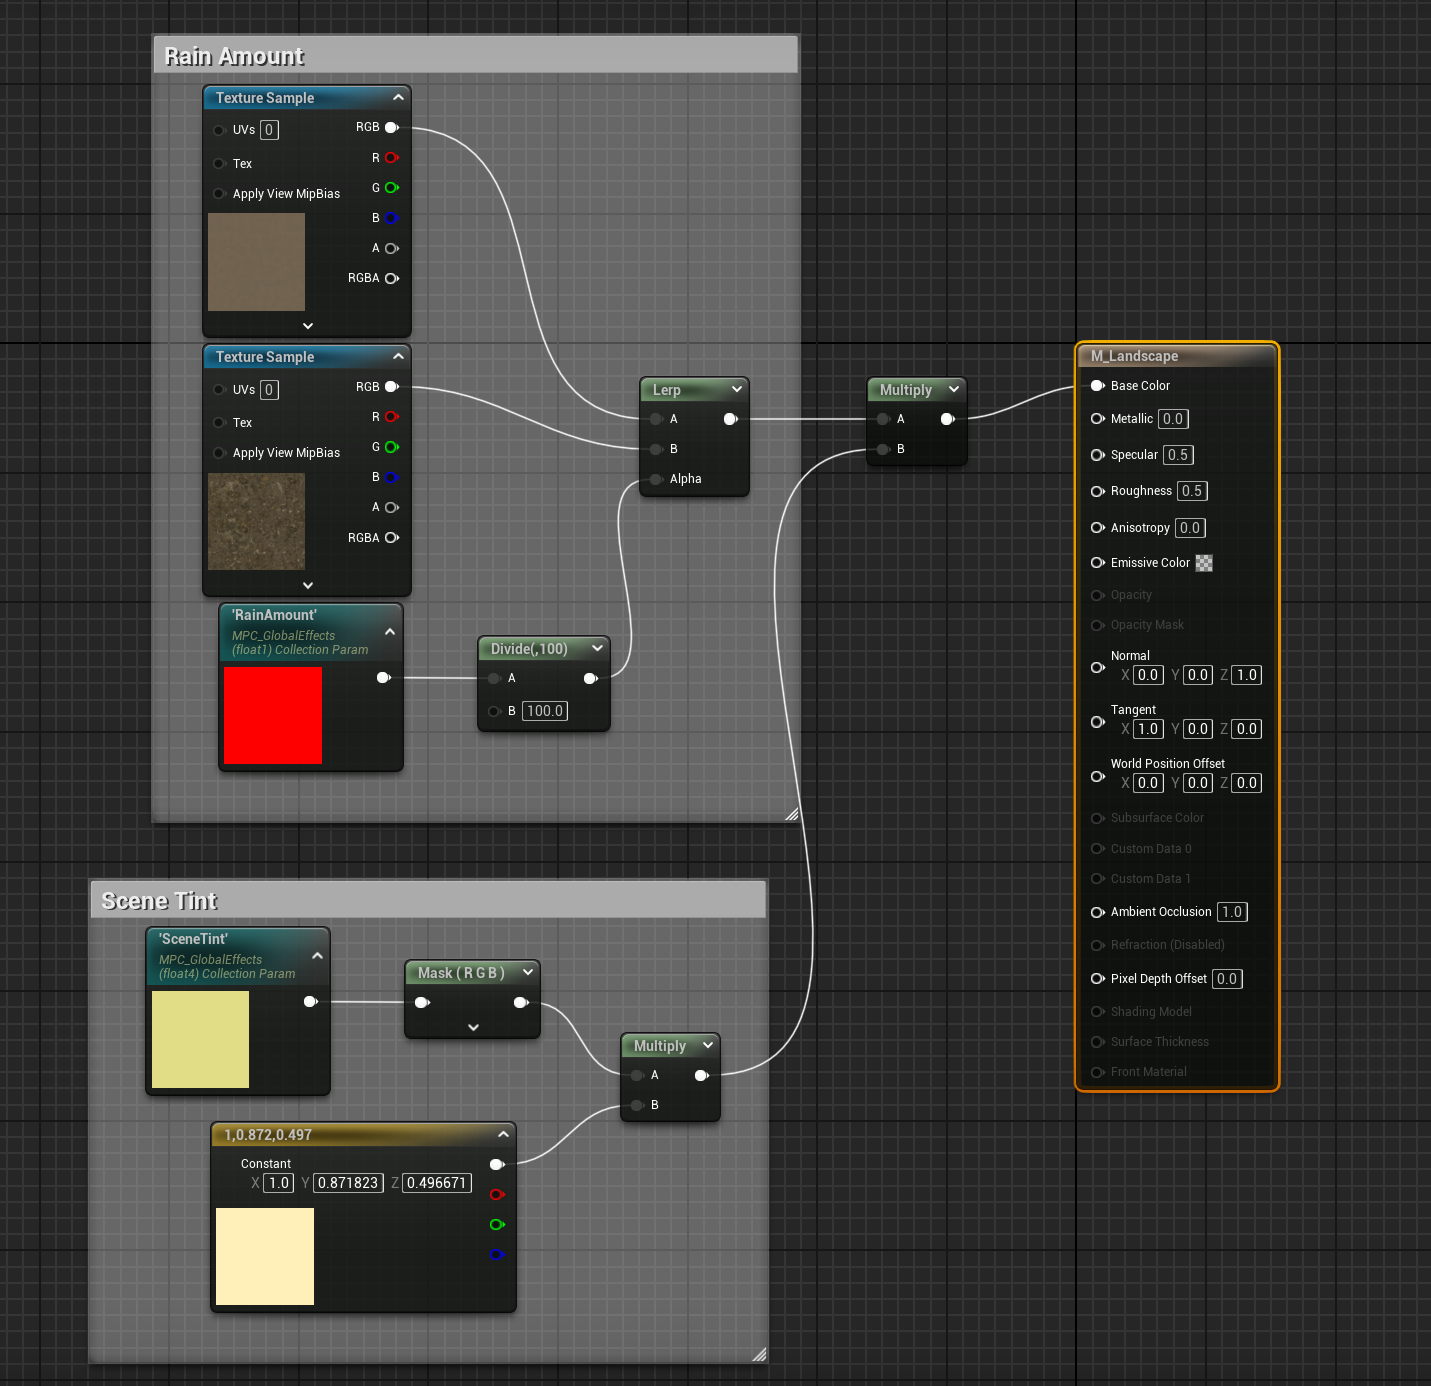 Rain Amount
Texture Sample
UVs 0
RGB
R
Tex
G
Apply View MipBias
B
A
RGBA
Texture Sample
UVs 0
RGB
R
Tex
G
Apply View MipBias
B
A
RGBA
'RainAmount'
MPC_GlobalEffects
(float1) Collection Param
Divide(,100)
A
B 100.0
Lerp
A
B
Alpha
Multiply
A
B
M_Landscape
Base Color
Metallic 0.0
Specular 0.5
Roughness 0.5
Anisotropy 0.0
Emissive Color
Opacity
Opacity Mask
Normal
X 0.0 Y 0.0 Z 1.0
Tangent
X 1.0 Y 0.0 Z 0.0
World Position Offset
X 0.0 Y 0.0 Z 0.0
Subsurface Color
Custom Data 0
Custom Data 1
Ambient Occlusion 1.0
Refraction (Disabled)
Pixel Depth Offset 0.0
Shading Model
Surface Thickness
Front Material
Scene Tint
'SceneTint'
MPC_GlobalEffects
(float4) Collection Param
Mask ( R G B )
Multiply
A
B
1,0.872,0.497
Constant
X 1.0 Y 0.871823 Z 0.496671